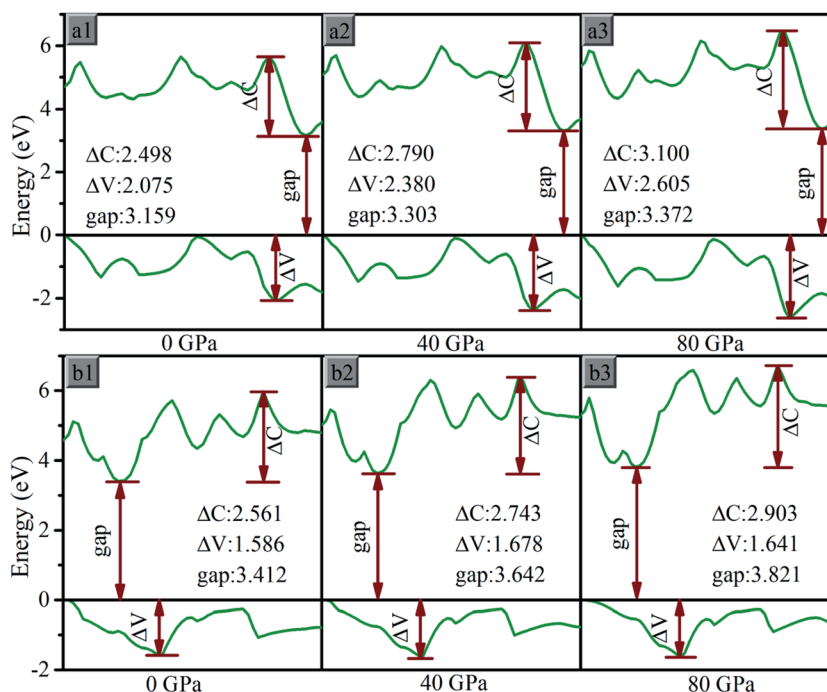 a1
a2
a3
Energy (eV)
6
4
2
0
-2
ΔC
ΔC
ΔC
ΔC:2.498
ΔV:2.075
gap:3.159
gap
ΔC:2.790
ΔV:2.380
gap:3.303
gap
ΔC:3.100
ΔV:2.605
gap:3.372
gap
ΔV
ΔV
ΔV
0 GPa
40 GPa
80 GPa
b1
b2
b3
Energy (eV)
6
4
2
0
-2
ΔC
ΔC
ΔC
gap
ΔC:2.561
ΔV:1.586
gap:3.412
gap
ΔC:2.743
ΔV:1.678
gap:3.642
gap
ΔC:2.903
ΔV:1.641
gap:3.821
ΔV
ΔV
ΔV
0 GPa
40 GPa
80 GPa